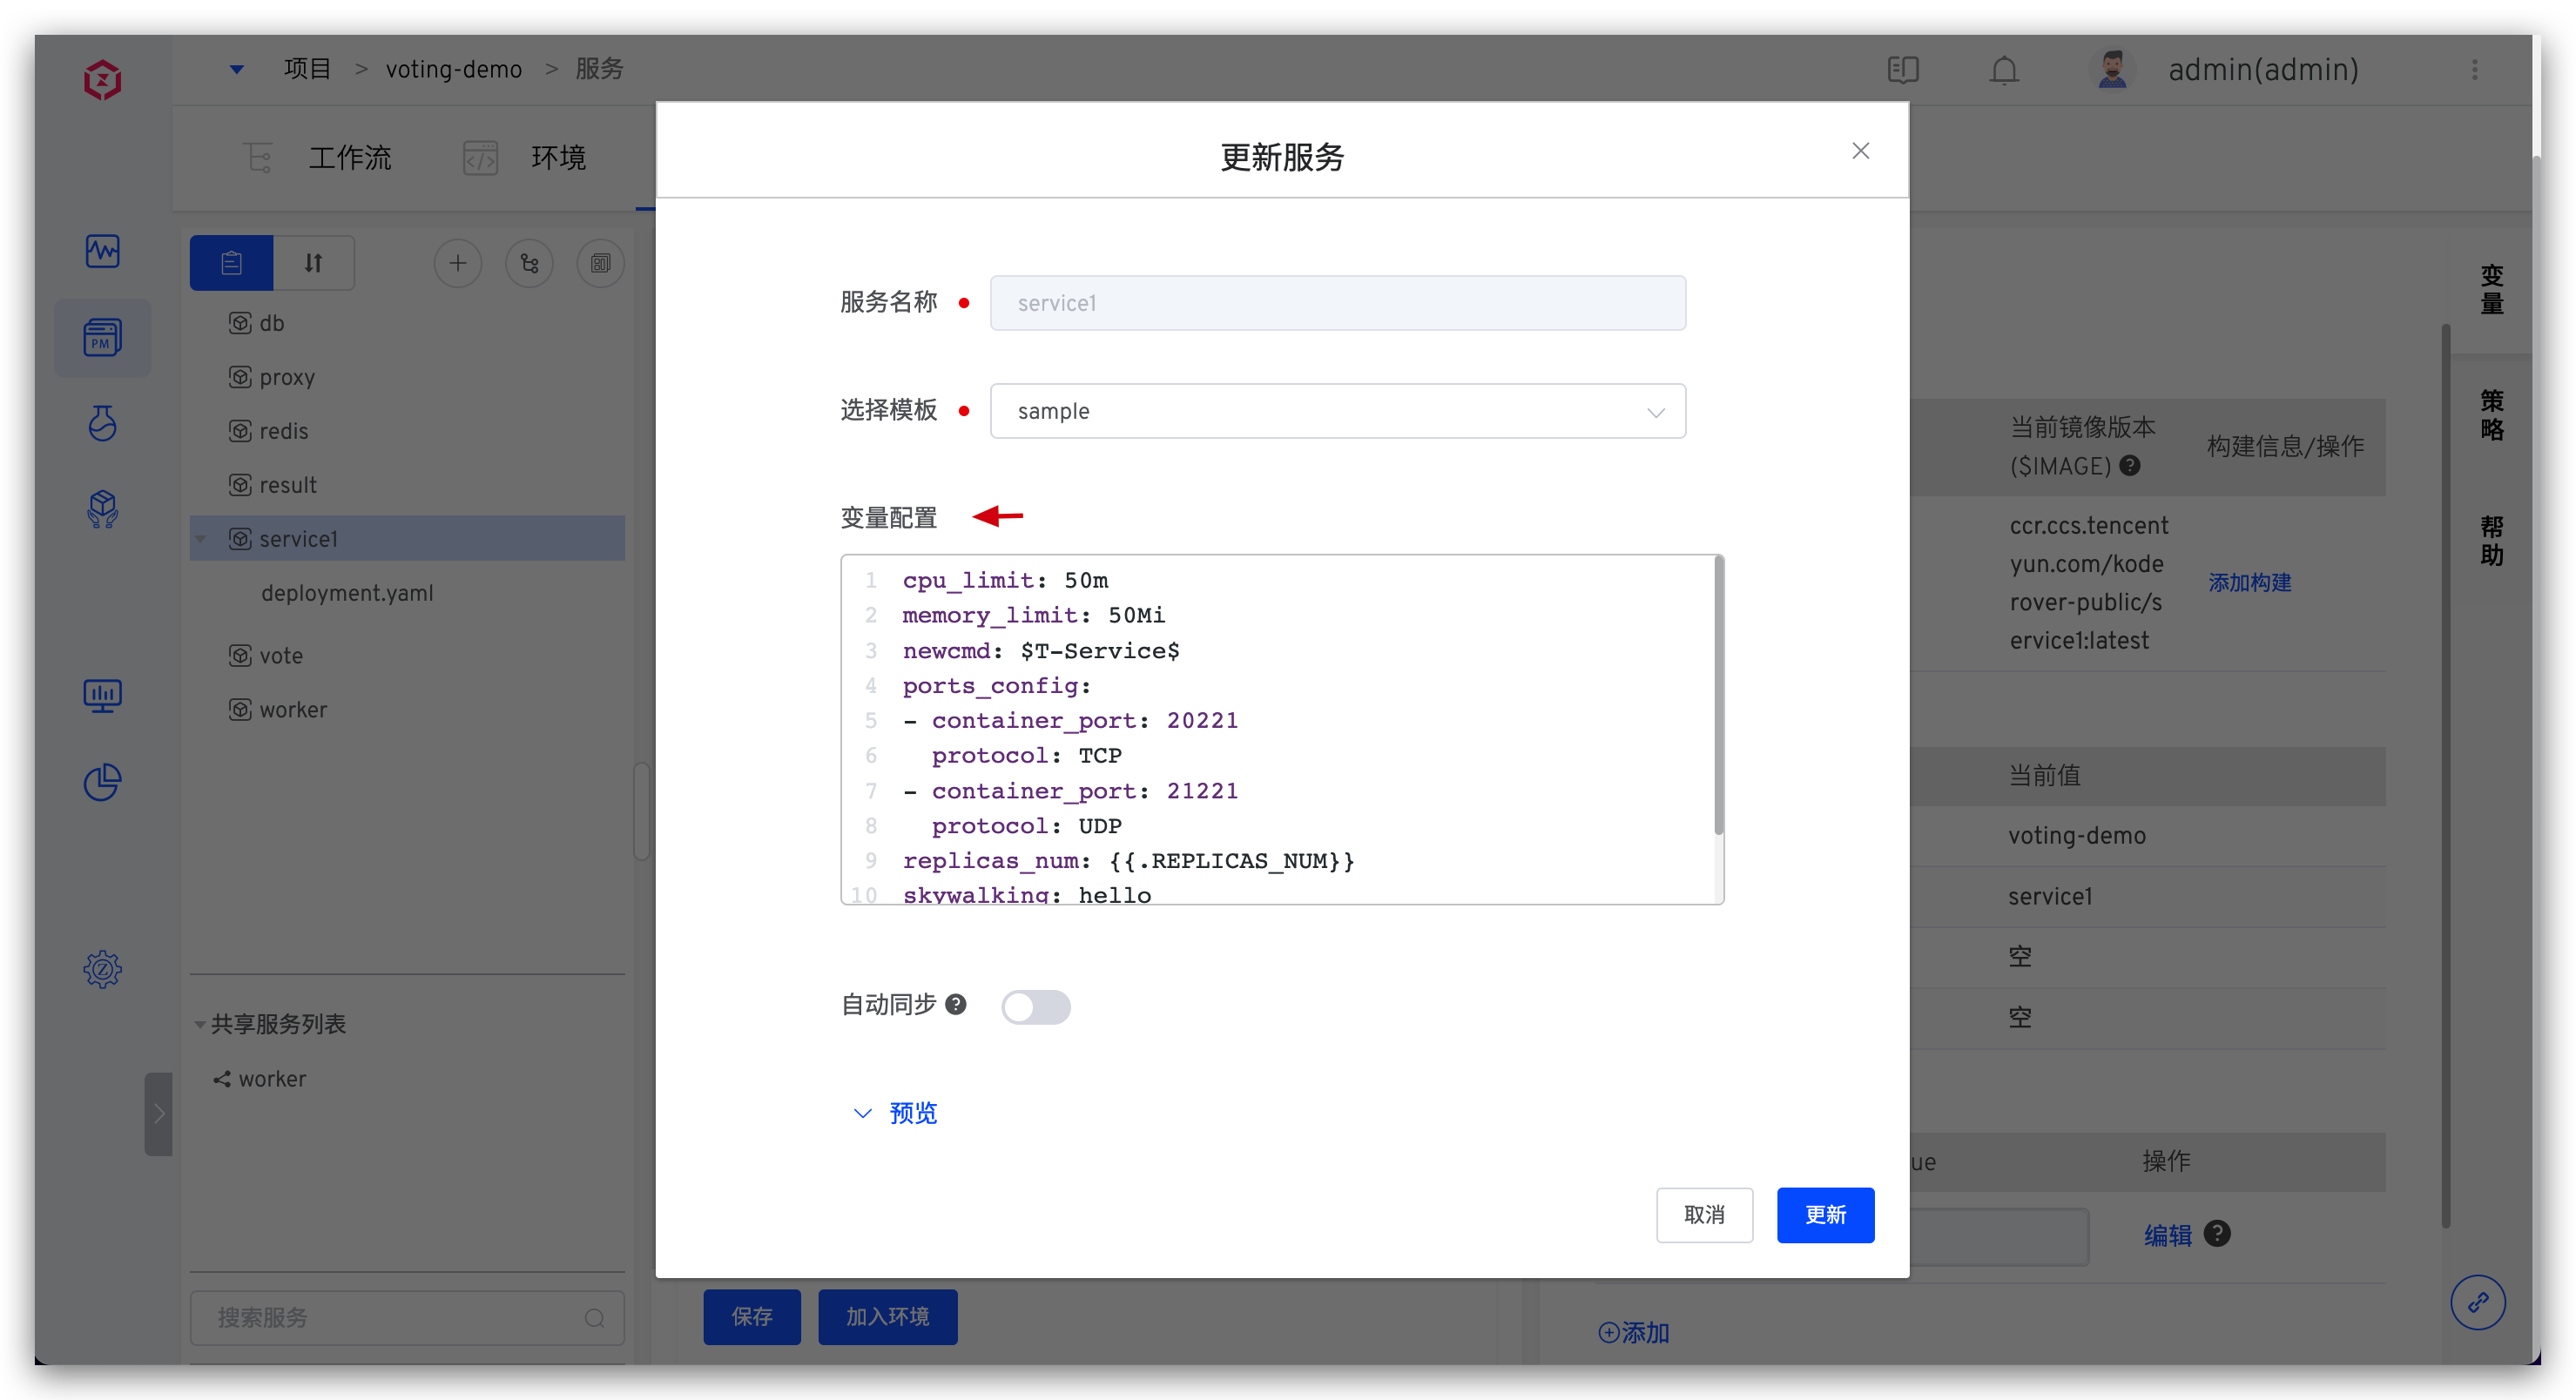 项目 > voting-demo > 服务
admin(admin)
工作流
环境
更新服务
PM
db
proxy
redis
result
service1
deployment.yaml
vote
worker
共享服务列表
worker
搜索服务
服务名称
service1
选择模板
sample
变量配置
1 cpu_limit: 50m
2 memory_limit: 50Mi
3 newcmd: $T-Service$
4 ports_config:
5 - container_port: 20221
6 protocol: TCP
7 - container_port: 21221
8 protocol: UDP
9 replicas_num: {{.REPLICAS_NUM}}
10 skywalking: hello
自动同步 ?
预览
取消
更新
保存
加入环境
当前镜像版本
($IMAGE) ?
构建信息/操作
ccr.ccs.tencent
yun.com/kode
rover-public/s
ervice1:latest
添加构建
当前值
voting-demo
service1
空
空
ue
操作
编辑 ?
添加
变量
策略
帮助